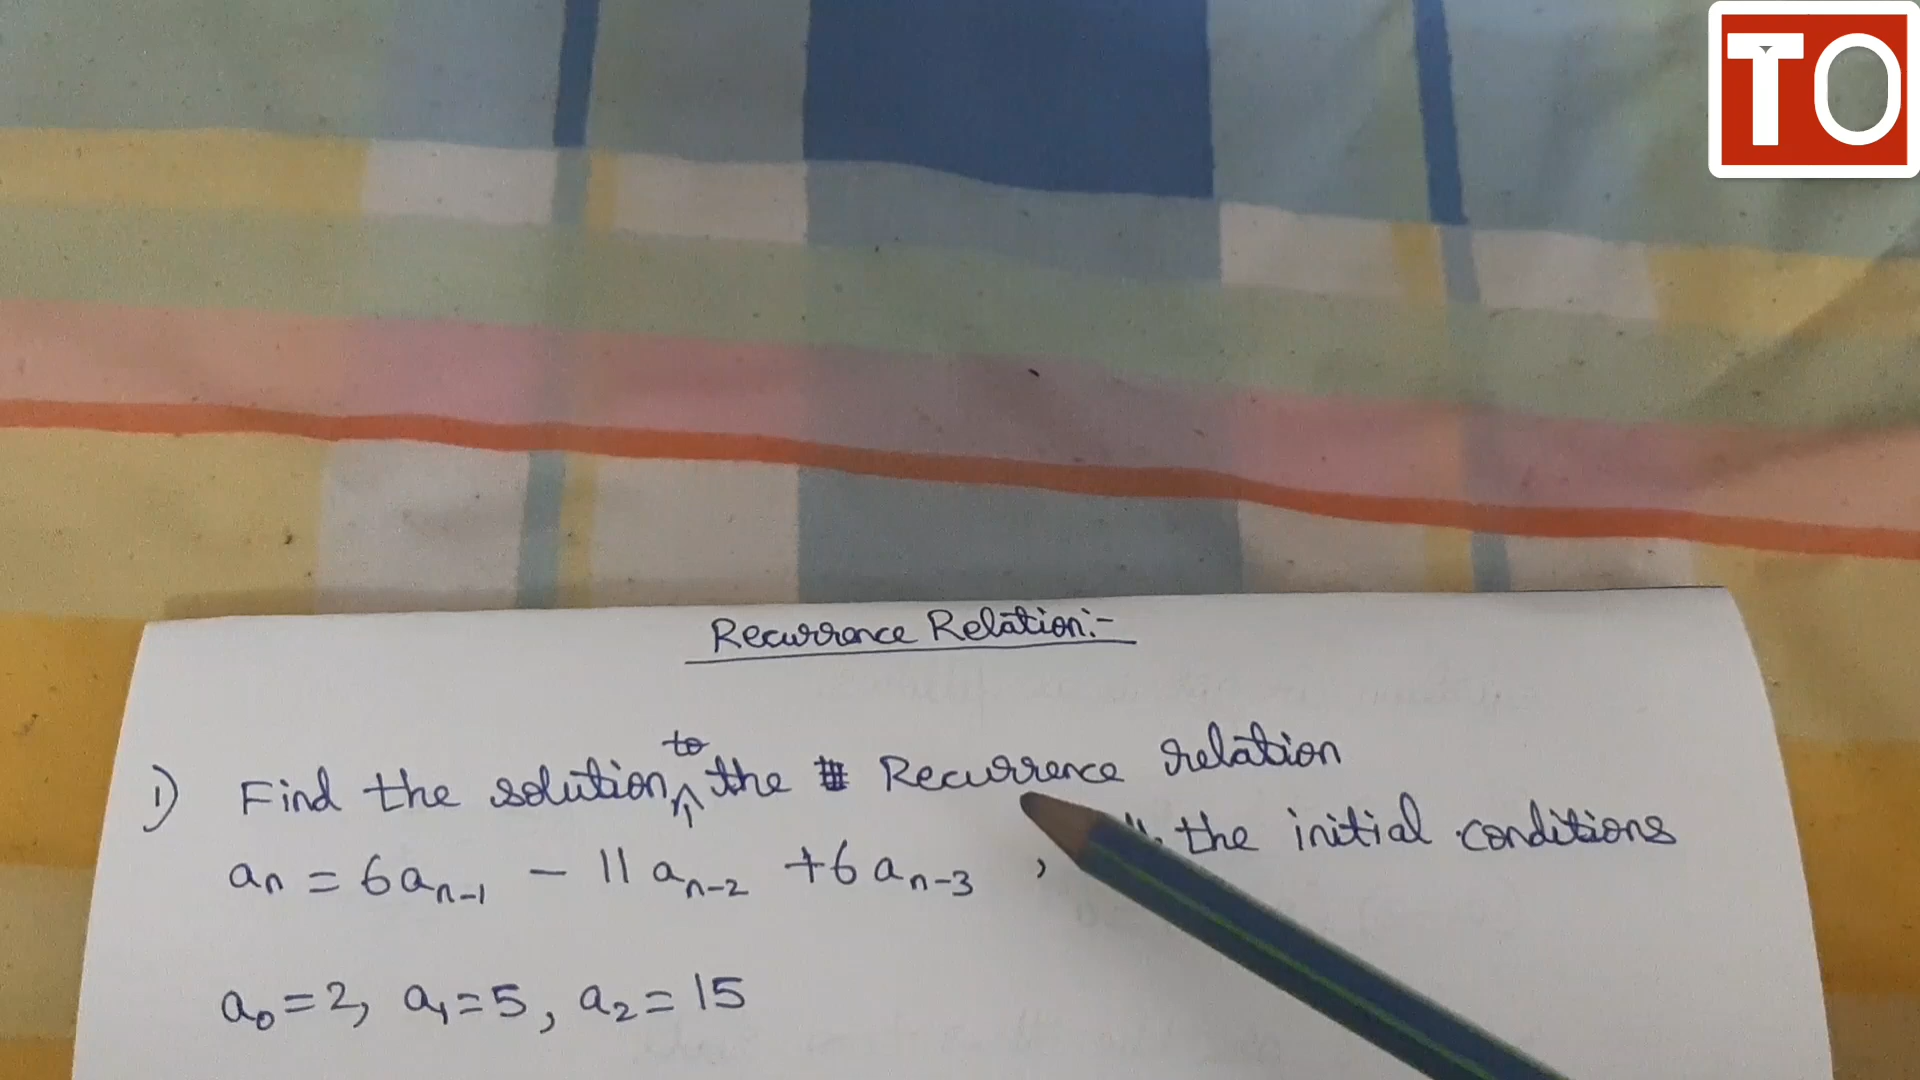 TO
Recurrence Relation:-
to
1) Find the solution the Recurrence relation
aₙ = 6aₙ₋₁ - 11aₙ₋₂ + 6aₙ₋₃ , the initial conditions
a₀=2, a₁=5, a₂=15